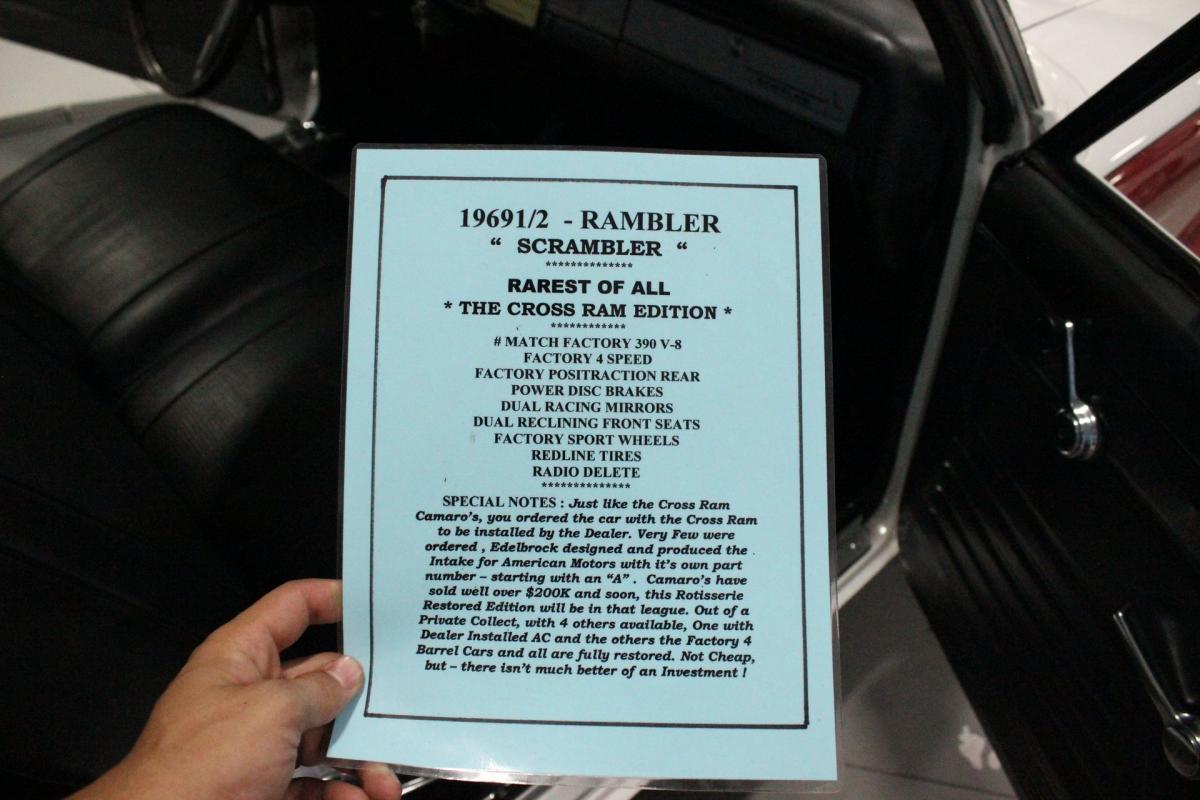 19691/2 - RAMBLER
“ SCRAMBLER “
**************
RAREST OF ALL
* THE CROSS RAM EDITION *
************
# MATCH FACTORY 390 V-8
FACTORY 4 SPEED
FACTORY POSITRACTION REAR
POWER DISC BRAKES
DUAL RACING MIRRORS
DUAL RECLINING FRONT SEATS
FACTORY SPORT WHEELS
REDLINE TIRES
RADIO DELETE
**************
SPECIAL NOTES : Just like the Cross Ram
Camaro's, you ordered the car with the Cross Ram
to be installed by the Dealer. Very Few were
ordered , Edelbrock designed and produced the
Intake for American Motors with it's own part
number – starting with an “A” . Camaro's have
sold well over $200K and soon, this Rotisserie
Restored Edition will be in that league. Out of a
Private Collect, with 4 others available, One with
Dealer Installed AC and the others the Factory 4
Barrel Cars and all are fully restored. Not Cheap,
but – there isn't much better of an Investment !